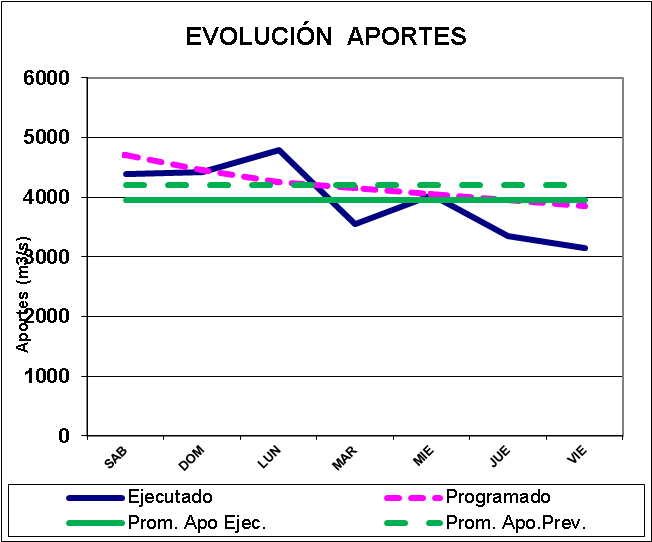 EVOLUCIÓN APORTES
6000
5000
4000
3000
2000
1000
0
Aportes (m3/s)
SAB DOM LUN MAR MIE JUE VIE
Ejecutado Programado
Prom. Apo Ejec. Prom. Apo.Prev.